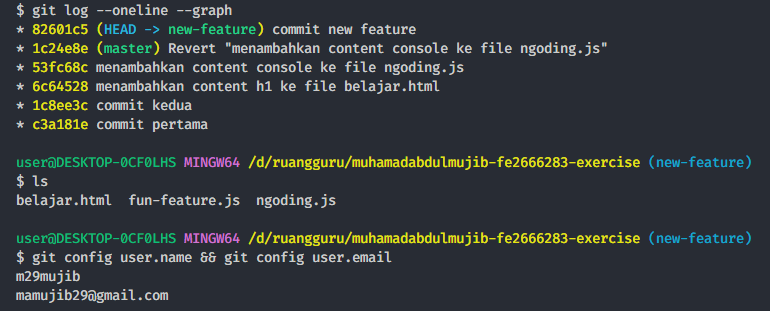 $ git log --oneline --graph
* 82601c5 (HEAD -> new-feature) commit new feature
* 1c24e8e (master) Revert "menambahkan content console ke file ngoding.js"
* 53fc68c menambahkan content console ke file ngoding.js
* 6c64528 menambahkan content h1 ke file belajar.html
* 1c8ee3c commit kedua
* c3a181e commit pertama

user@DESKTOP-0CF0LHS MINGW64 /d/ruangguru/muhamadabdulmujib-fe2666283-exercise (new-feature)
$ ls
belajar.html  fun-feature.js  ngoding.js

user@DESKTOP-0CF0LHS MINGW64 /d/ruangguru/muhamadabdulmujib-fe2666283-exercise (new-feature)
$ git config user.name && git config user.email
m29mujib
mamujib29@gmail.com